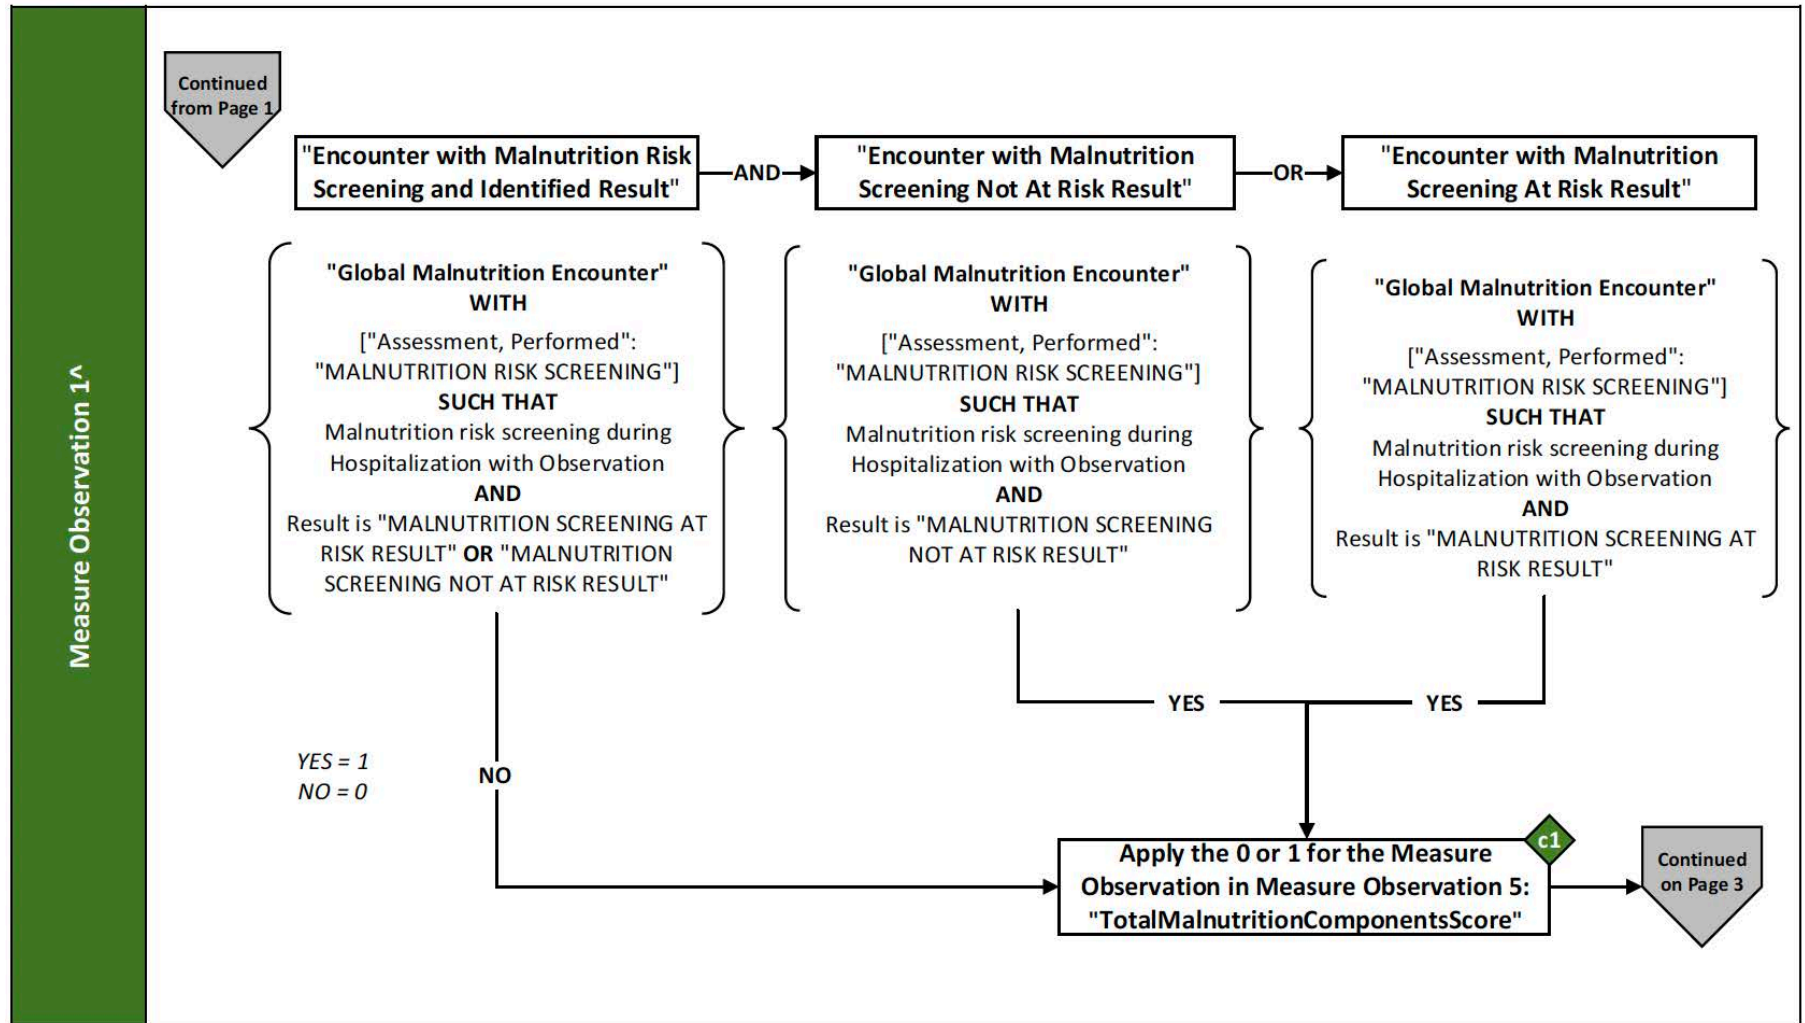 Measure Observation 1^
Continued
from Page 1
"Encounter with Malnutrition Risk
Screening and Identified Result"
AND
"Encounter with Malnutrition
Screening Not At Risk Result"
OR
"Encounter with Malnutrition
Screening At Risk Result"
"Global Malnutrition Encounter"
WITH
["Assessment, Performed":
"MALNUTRITION RISK SCREENING"]
SUCH THAT
Malnutrition risk screening during
Hospitalization with Observation
AND
Result is "MALNUTRITION SCREENING AT
RISK RESULT" OR "MALNUTRITION
SCREENING NOT AT RISK RESULT"
"Global Malnutrition Encounter"
WITH
["Assessment, Performed":
"MALNUTRITION RISK SCREENING"]
SUCH THAT
Malnutrition risk screening during
Hospitalization with Observation
AND
Result is "MALNUTRITION SCREENING
NOT AT RISK RESULT"
"Global Malnutrition Encounter"
WITH
["Assessment, Performed":
"MALNUTRITION RISK SCREENING"]
SUCH THAT
Malnutrition risk screening during
Hospitalization with Observation
AND
Result is "MALNUTRITION SCREENING AT
RISK RESULT"
YES
YES
YES = 1
NO = 0
NO
c1
Apply the 0 or 1 for the Measure
Observation in Measure Observation 5:
"TotalMalnutritionComponentsScore"
Continued
on Page 3